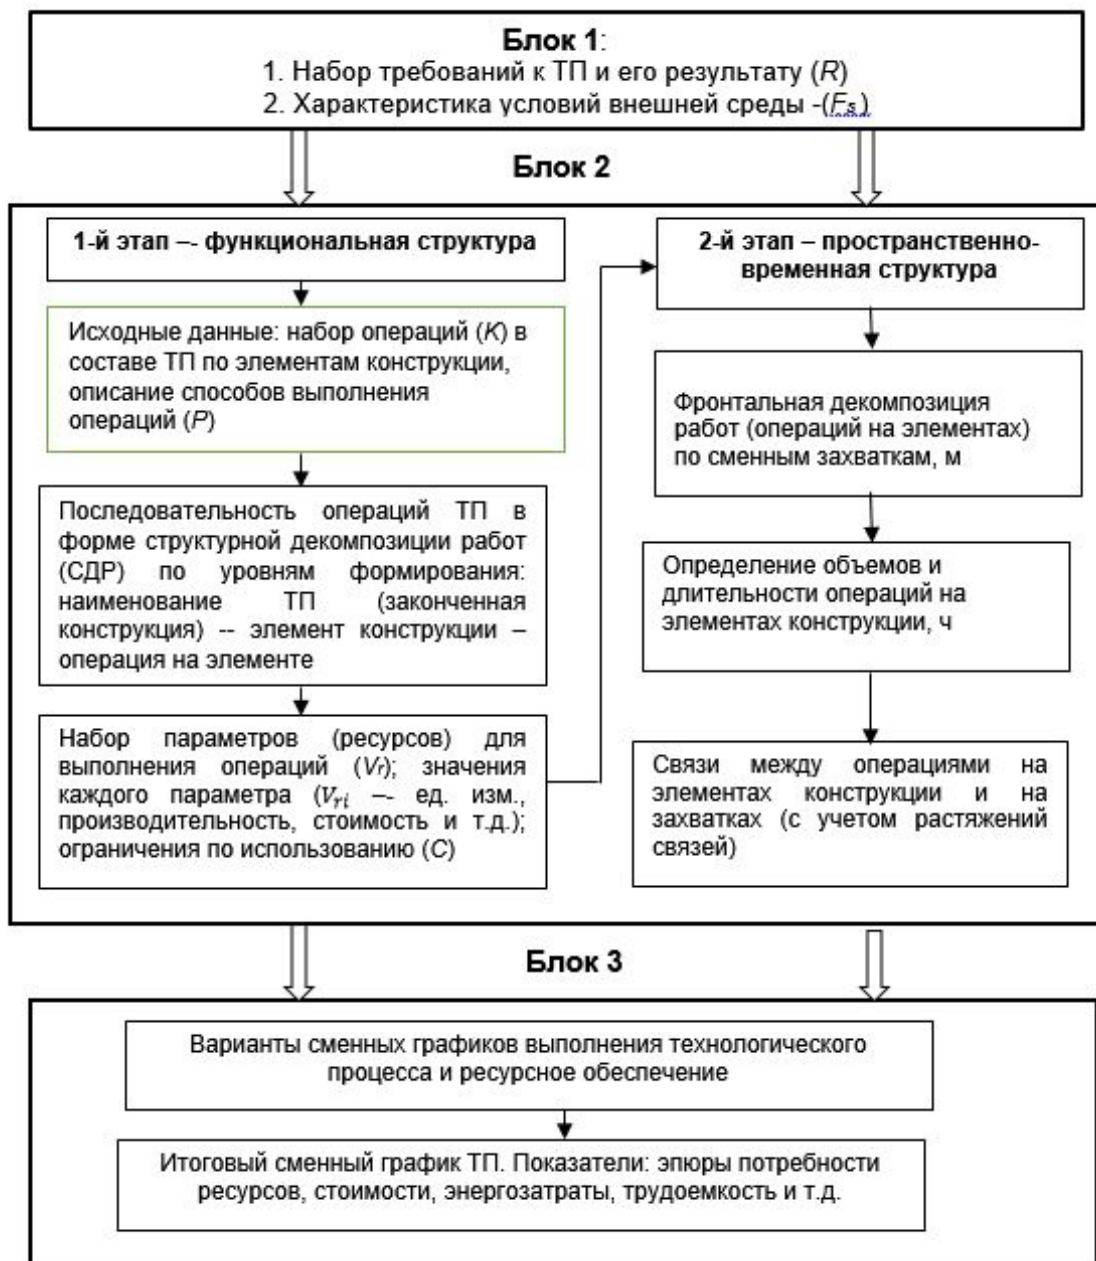 Блок 1:
1. Набор требований к ТП и его результату (R)
2. Характеристика условий внешней среды -(Fs )
Блок 2
1-й этап –- функциональная структура
Исходные данные: набор операций (K) в
составе ТП по элементам конструкции,
описание способов выполнения
операций (P)
Последовательность операций ТП в
форме структурной декомпозиции работ
(СДР) по уровням формирования:
наименование ТП (законченная
конструкция) -- элемент конструкции –
операция на элементе
Набор параметров (ресурсов) для
выполнения операций (Vr); значения
каждого параметра (Vri –- ед. изм.,
производительность, стоимость и т.д.);
ограничения по использованию (C)
2-й этап – пространственно-
временная структура
Фронтальная декомпозиция
работ (операций на элементах)
по сменным захваткам, м
Определение объемов и
длительности операций на
элементах конструкции, ч
Связи между операциями на
элементах конструкции и на
захватках (с учетом растяжений
связей)
Блок 3
Варианты сменных графиков выполнения технологического
процесса и ресурсное обеспечение
Итоговый сменный график ТП. Показатели: эпюры потребности
ресурсов, стоимости, энергозатраты, трудоемкость и т.д.